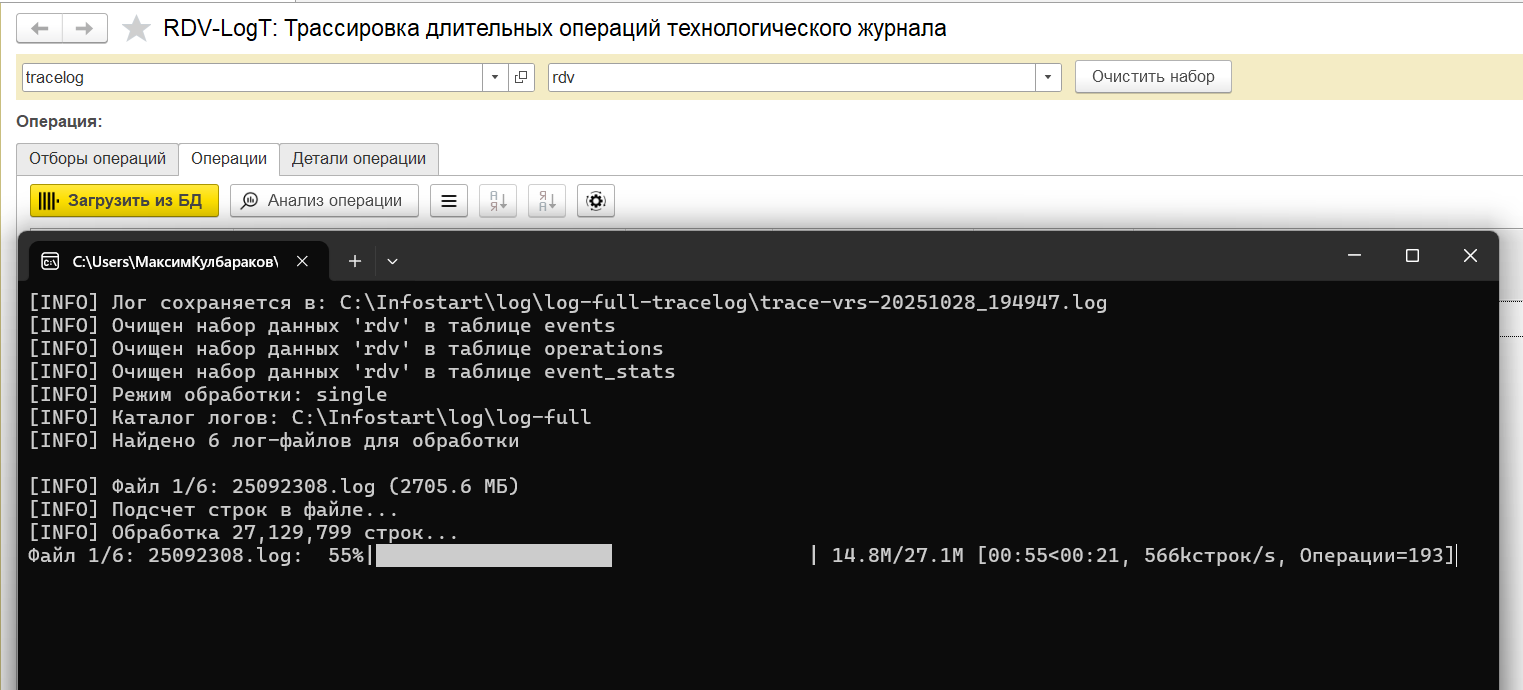 RDV-LogT: Трассировка длительных операций технологического журнала
tracelog rdv Очистить набор
Операция:
Отборы операций Операции Детали операции
Загрузить из БД Анализ операции
C:\Users\МаксимКулбараков\
[INFO] Лог сохраняется в: C:\Infostart\log\log-full-tracelog\trace-vrs-20251028_194947.log
[INFO] Очищен набор данных 'rdv' в таблице events
[INFO] Очищен набор данных 'rdv' в таблице operations
[INFO] Очищен набор данных 'rdv' в таблице event_stats
[INFO] Режим обработки: single
[INFO] Каталог логов: C:\Infostart\log\log-full
[INFO] Найдено 6 лог-файлов для обработки
[INFO] Файл 1/6: 25092308.log (2705.6 МБ)
[INFO] Подсчет строк в файле...
[INFO] Обработка 27,129,799 строк...
Файл 1/6: 25092308.log: 55%| | 14.8M/27.1M [00:55<00:21, 566kстрок/s, Операции=193]